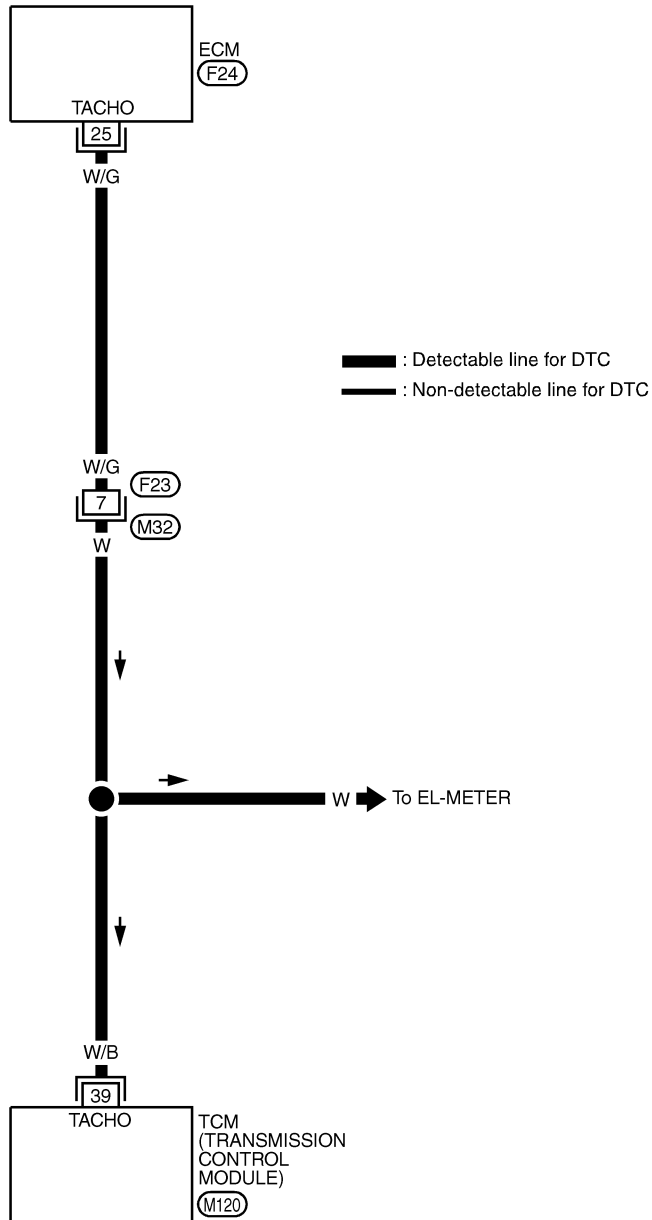 ECM
F24
TACHO
25
W/G
: Detectable line for DTC
: Non-detectable line for DTC
W/G
F23
7
M32
W
W To EL-METER
W/B
39
TACHO
TCM
(TRANSMISSION
CONTROL
MODULE)
M120